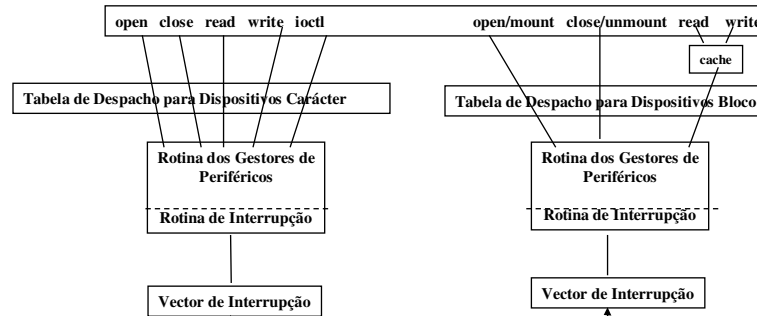 open close read write ioctl open/mount close/unmount read write
cache
Tabela de Despacho para Dispositivos Carácter
Tabela de Despacho para Dispositivos Bloco
Rotina dos Gestores de
Periféricos
Rotina de Interrupção
Rotina dos Gestores de
Periféricos
Rotina de Interrupção
Vector de Interrupção
Vector de Interrupção